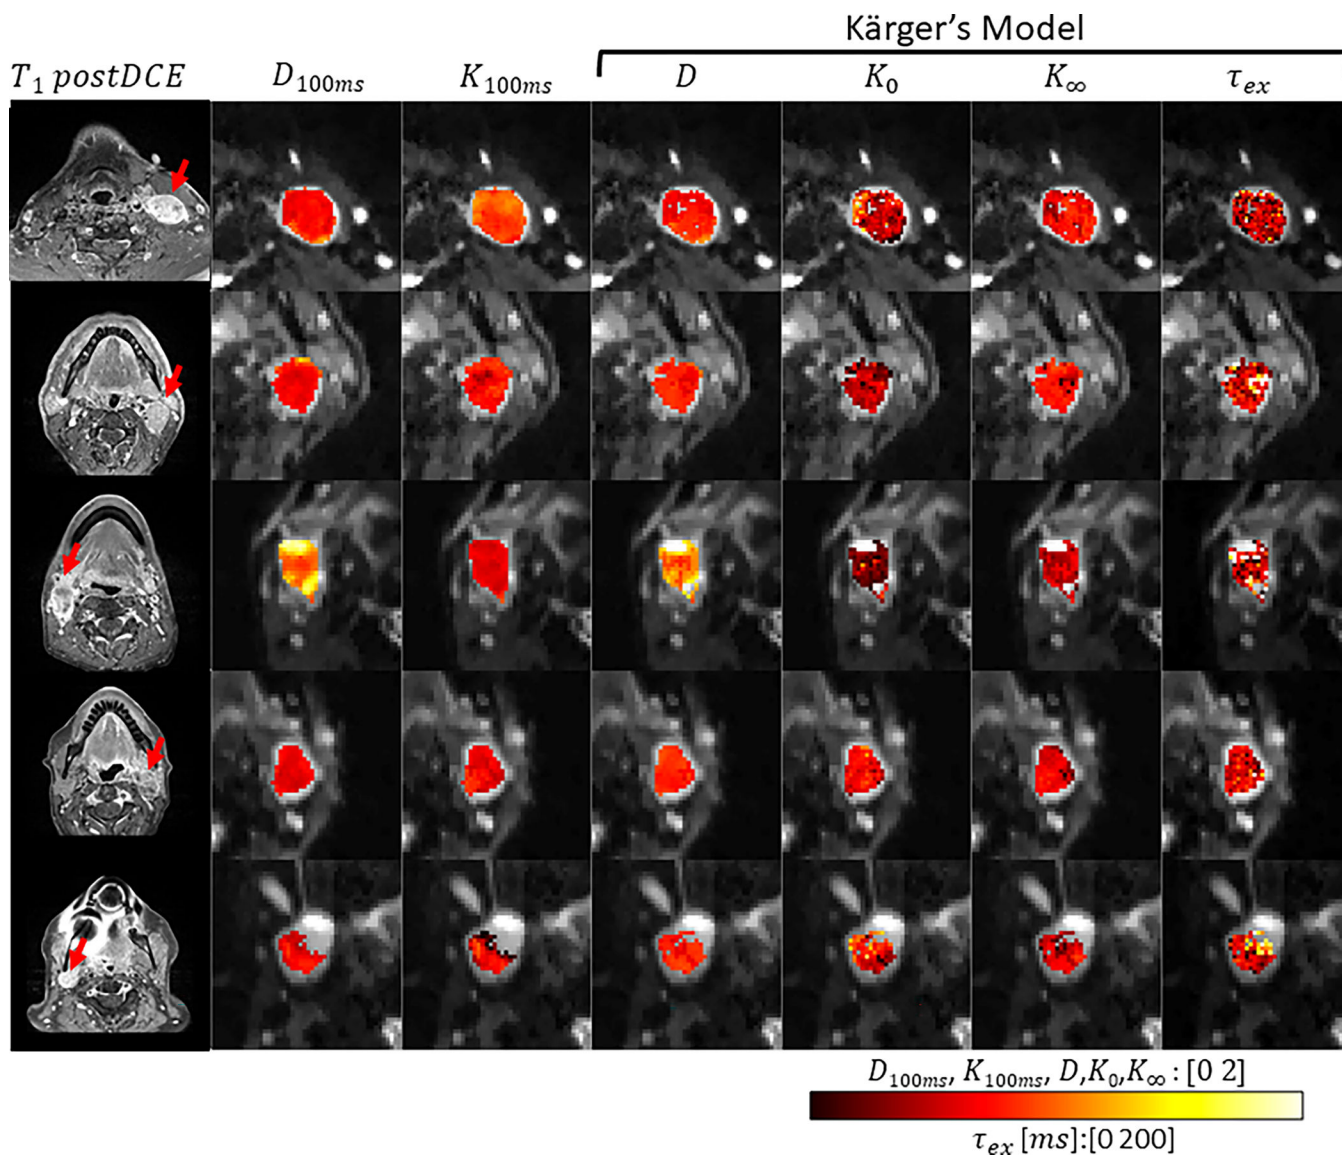 Kärger’s Model
T₁ postDCE D₁₀₀ₘₛ K₁₀₀ₘₛ D K₀ K∞ τₑₓ
D₁₀₀ₘₛ, K₁₀₀ₘₛ, D,K₀,K∞ : [0 2]
τₑₓ [ms]:[0 200]